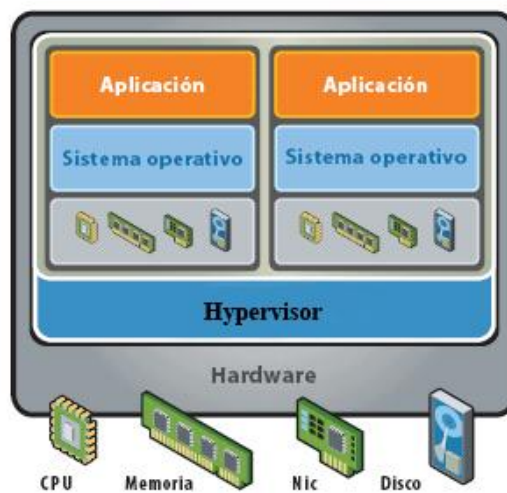 Aplicación Aplicación
Sistema operativo Sistema operativo
Hypervisor
Hardware
CPU Memoria Nic Disco